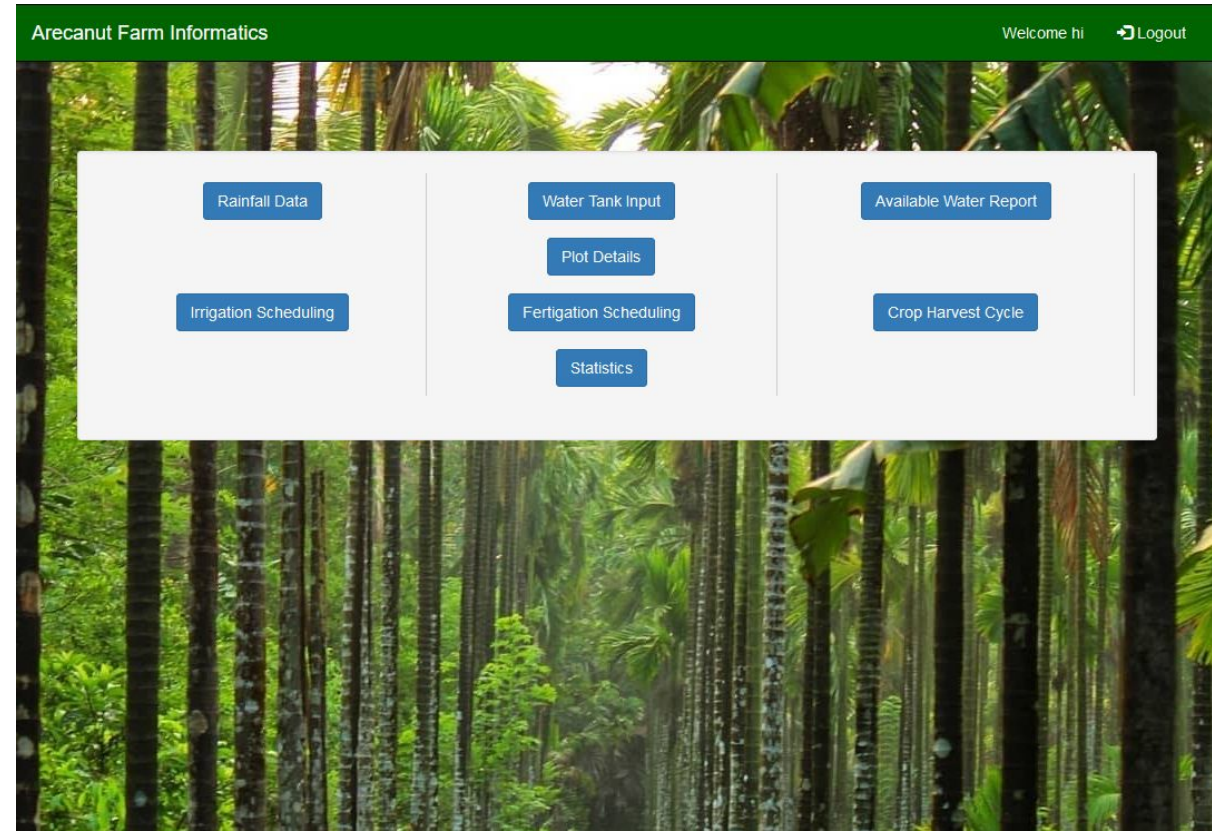 Arecanut Farm Informatics Welcome hi Logout
Rainfall Data Water Tank Input Available Water Report
Plot Details
Irrigation Scheduling Fertigation Scheduling Crop Harvest Cycle
Statistics